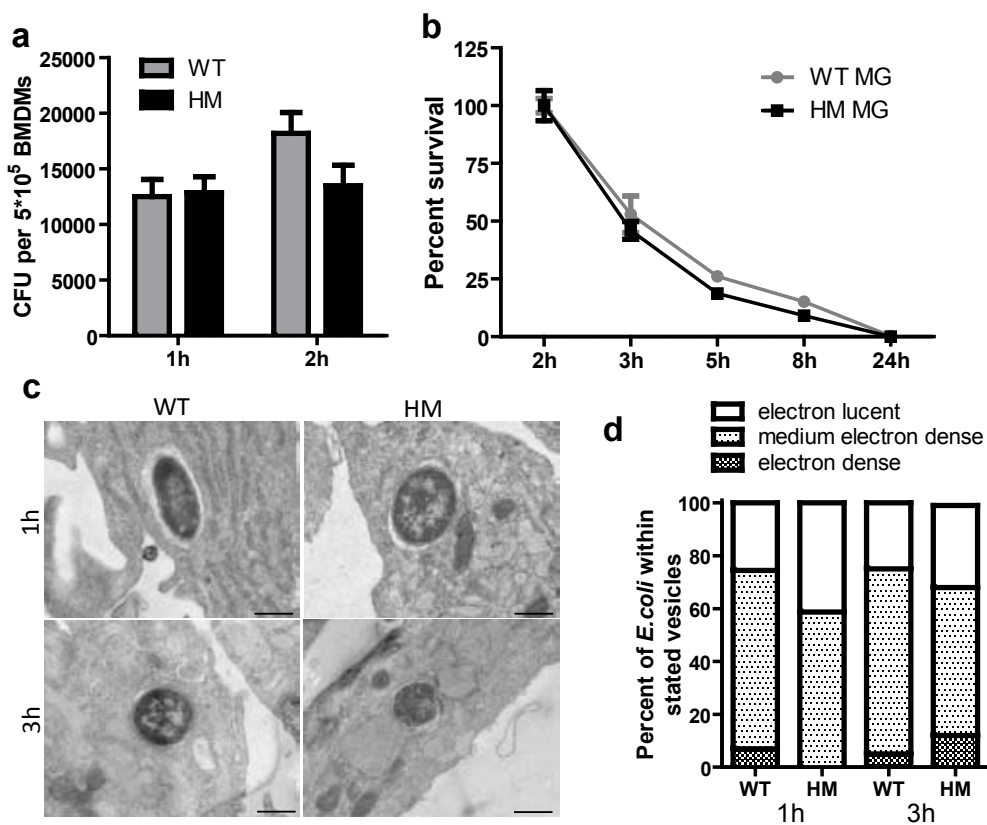 a
25000
20000
15000
10000
5000
0
CFU per 5*10⁵ BMDMs
WT
HM
1h
2h
b
125
100
75
50
25
0
Percent survival
WT MG
HM MG
2h 3h 5h 8h 24h
c
WT HM
1h
3h
d
electron lucent
medium electron dense
electron dense
100
80
60
40
20
0
Percent of E.coli within
stated vesicles
WT HM WT HM
1h 3h